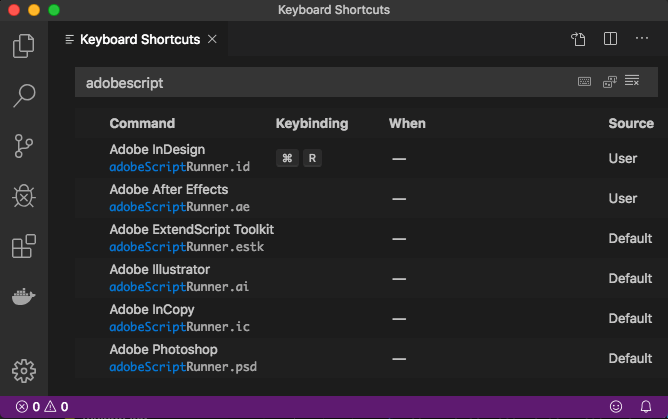 Keyboard Shortcuts
Keyboard Shortcuts
adobescript
Command Keybinding When Source
Adobe InDesign
adobeScriptRunner.id ⌘ R — User
Adobe After Effects
adobeScriptRunner.ae — User
Adobe ExtendScript Toolkit
adobeScriptRunner.estk — Default
Adobe Illustrator
adobeScriptRunner.ai — Default
Adobe InCopy
adobeScriptRunner.ic — Default
Adobe Photoshop
adobeScriptRunner.psd — Default
0 0